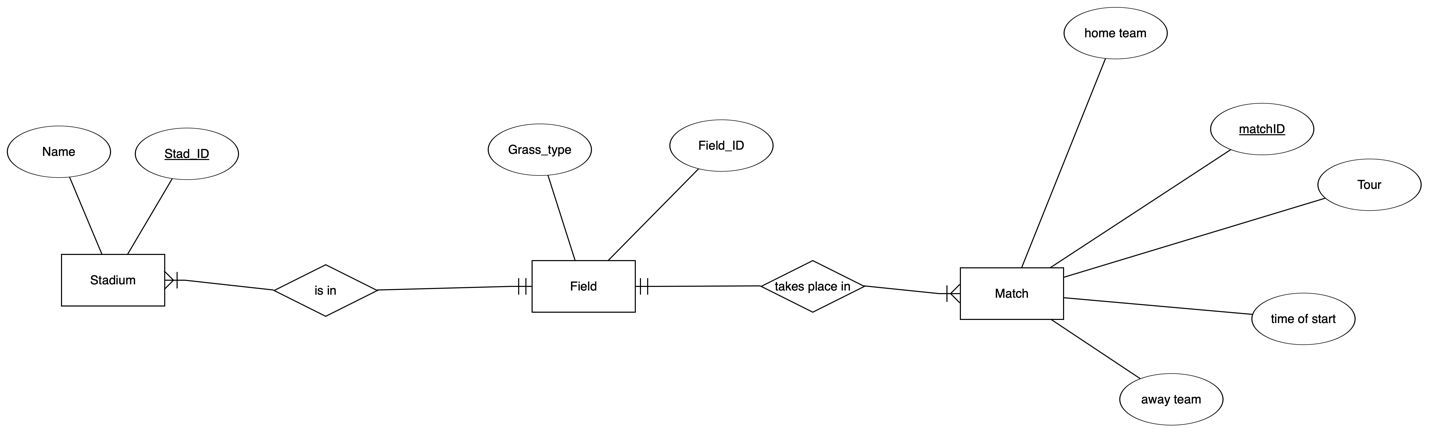 home team
matchID
Name
Stad_ID
Grass_type
Field_ID
Tour
Stadium
is in
Field
takes place in
Match
time of start
away team